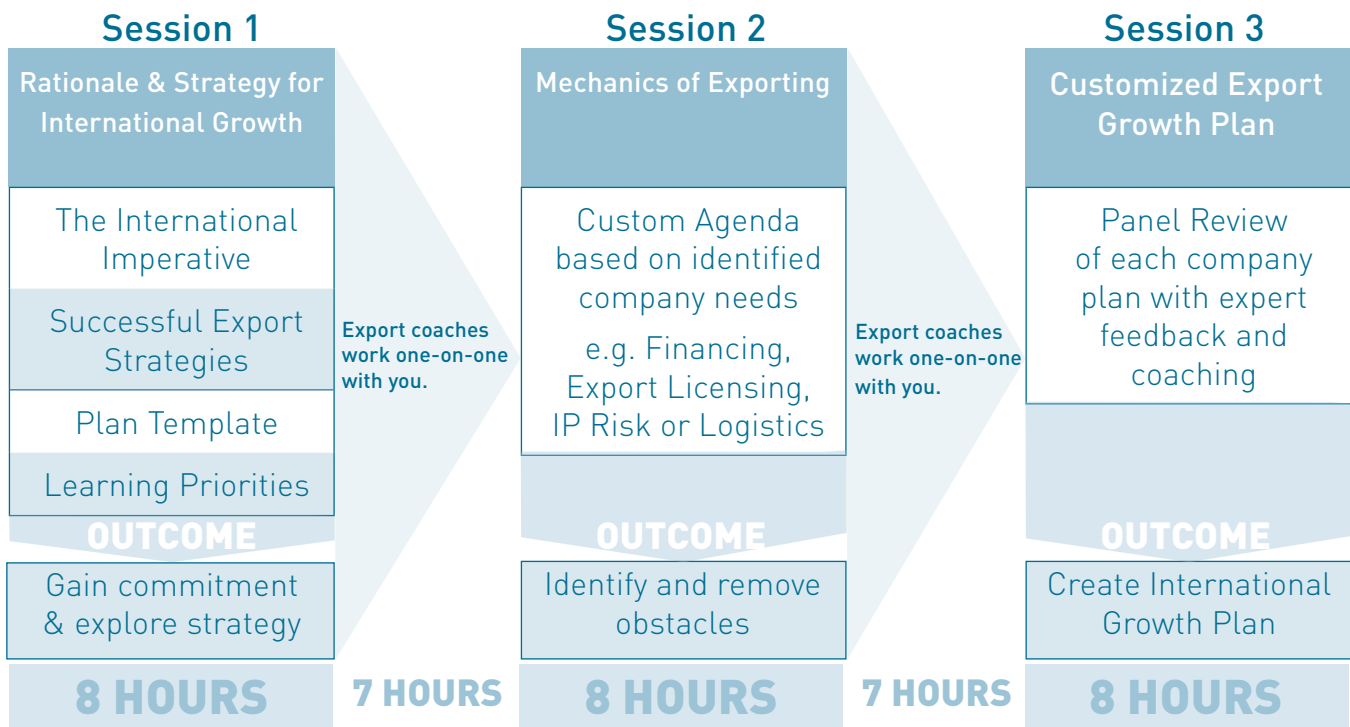 Session 1
Rationale & Strategy for
International Growth
The International
Imperative
Successful Export
Strategies
Plan Template
Learning Priorities
OUTCOME
Gain commitment
& explore strategy
8 HOURS
Export coaches
work one-on-one
with you.
7 HOURS
Session 2
Mechanics of Exporting
Custom Agenda
based on identified
company needs
e.g. Financing,
Export Licensing,
IP Risk or Logistics
OUTCOME
Identify and remove
obstacles
8 HOURS
Export coaches
work one-on-one
with you.
7 HOURS
Session 3
Customized Export
Growth Plan
Panel Review
of each company
plan with expert
feedback and
coaching
OUTCOME
Create International
Growth Plan
8 HOURS